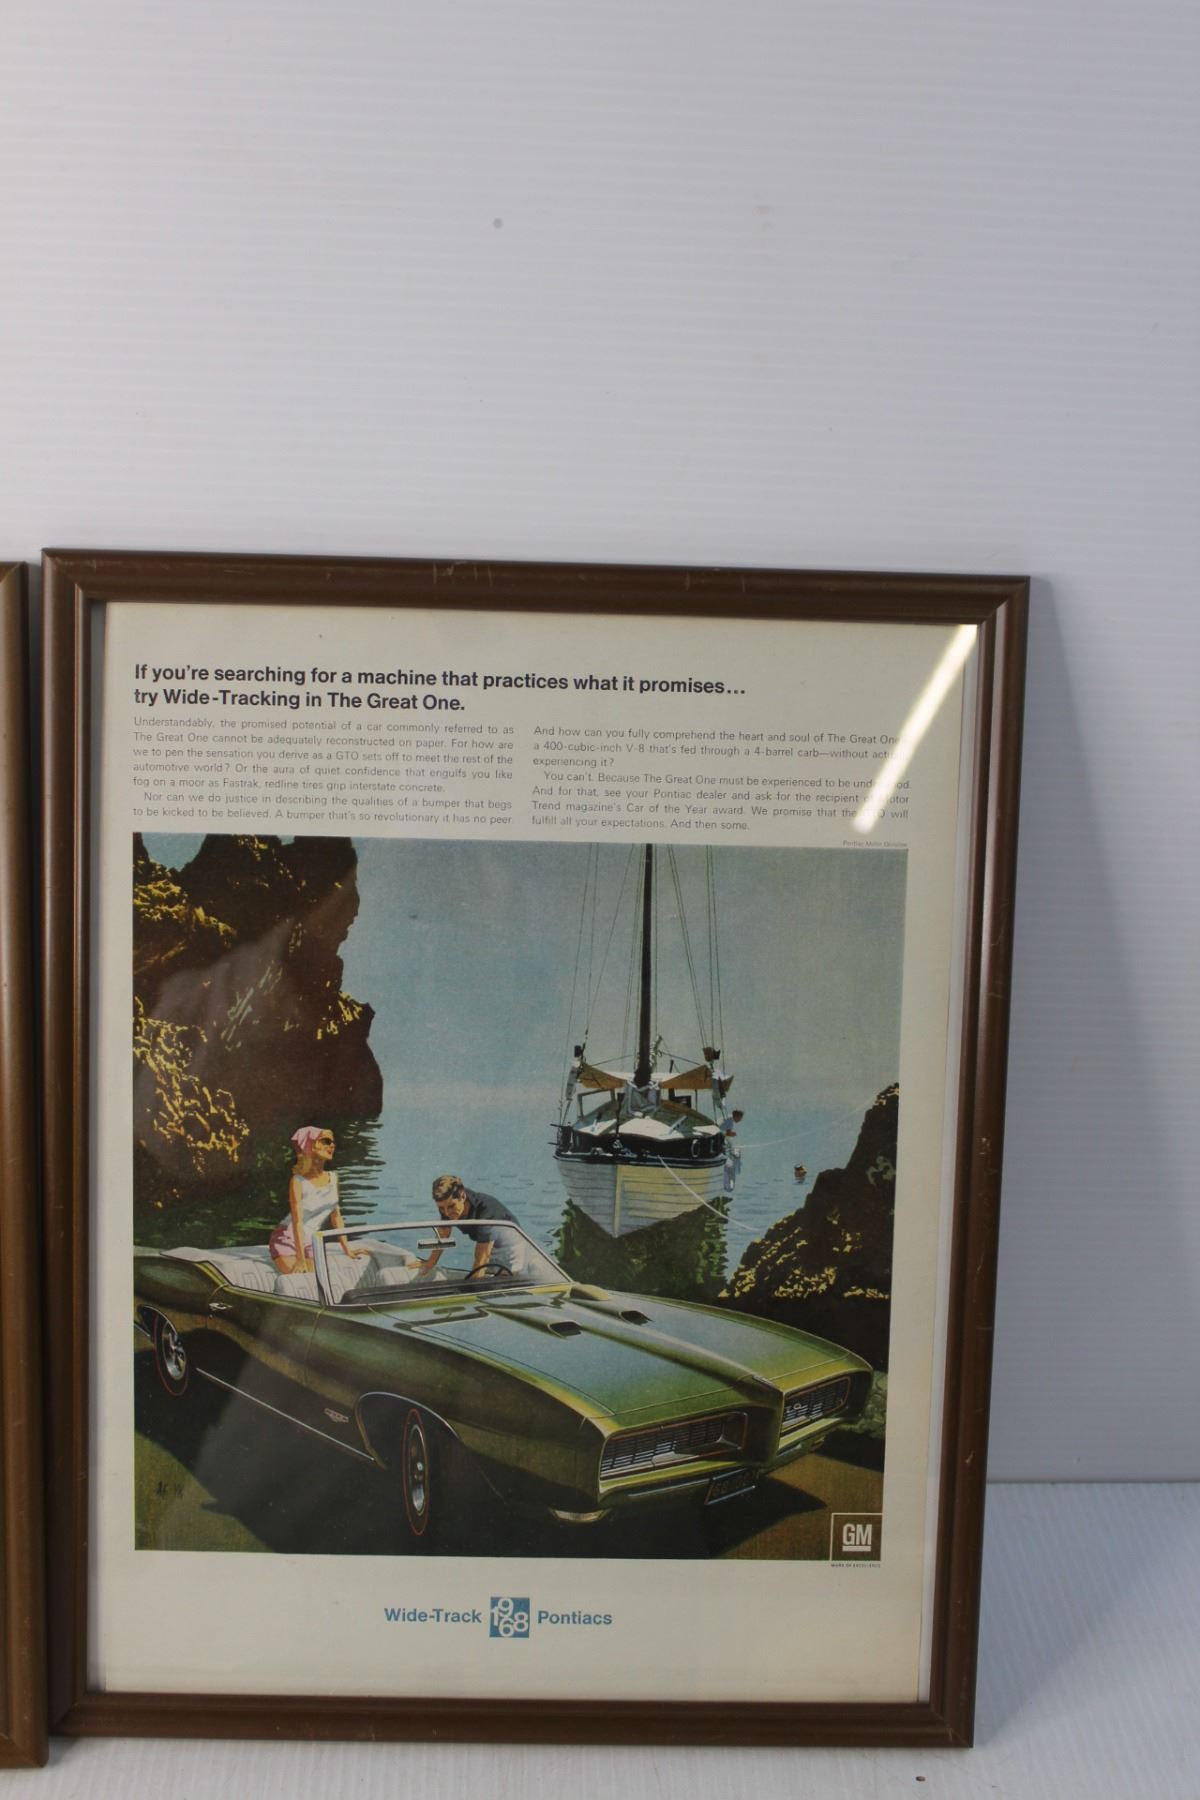 If you're searching for a machine that practices what it promises...
try Wide-Tracking in The Great One.
Understandably, the promised potential of a car commonly referred to as
The Great One cannot be adequately reconstructed on paper. For how are
we to pen the sensation you derive as a GTO sets off to meet the rest of the
automotive world? Or the aura of quiet confidence that engulfs you like
fog on a moor as Fastrak, redline tires grip interstate concrete.
Nor can we do justice in describing the qualities of a bumper that begs
to be kicked to be believed. A bumper that's so revolutionary it has no peer.
And how can you fully comprehend the heart and soul of The Great One
a 400-cubic-inch V-8 that's fed through a 4-barrel carb—without
experiencing it?
You can't. Because The Great One must be experienced to be
And for that, see your Pontiac dealer and ask for the recipient
Trend magazine's Car of the Year award. We promise that the will
fulfill all your expectations. And then some.
Pontiac Motor Division
AF VK
GM
MARK OF EXCELLENCE
Wide-Track 1968 Pontiacs